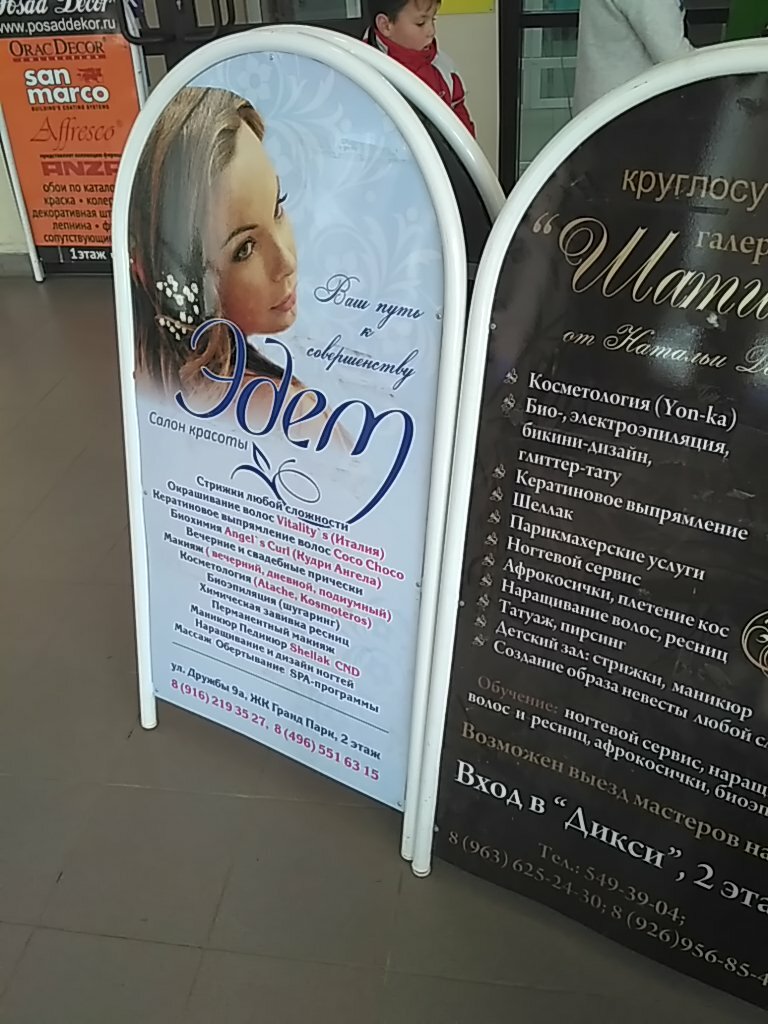 Posad Decor
www.posaddekor.ru
ORAC DECOR
san
marco
Affresco
ANZA
обои по
краска
декоративная
лепнина
сопутствующи
1этаж
Ваш путь
к
совершенству
Эдем
Салон красоты
Стрижки любой сложности
Окрашивание волос Vitality`s (Италия)
Кератиновое выпрямление волос Coco Choco
Биохимия Angel`s Curl (Кудри Ангела)
Вечерние и свадебные прически
Макияж ( вечерний, дневной, подиумный)
Косметология (Atache, Kosmoteros)
Биоэпиляция (шугаринг)
Химическая завивка ресниц
Перманентный макияж
Маникюр Педикюр Shellak CND
Наращивание и дизайн ногтей
Массаж Обертывание SPA-программы
ул. Дружбы 9а, ЖК Гранд Парк, 2 этаж
8 (916) 219 35 27, 8 (496) 551 63 15
круглосу
галер
“Шати
от Натальи
Косметология (Yon-ka)
Био-, электроэпиляция,
бикини-дизайн,
глиттер-тату
Кератиновое выпрямление
Шеллак
Парикмахерские услуги
Ногтевой сервис
Афрокосички, плетение кос
Наращивание волос, ресниц
Татуаж, пирсинг
Детский зал: стрижки, маникюр
Создание образа невесты любой сл
Обучение: ногтевой сервис, наращ
волос и ресниц, афрокосички, биоэп
Возможен выезд мастеров на
Вход в “Дикси”, 2 эта
Тел.: 549-39-04;
8 (963) 625-24-30; 8 (926)956-85-4